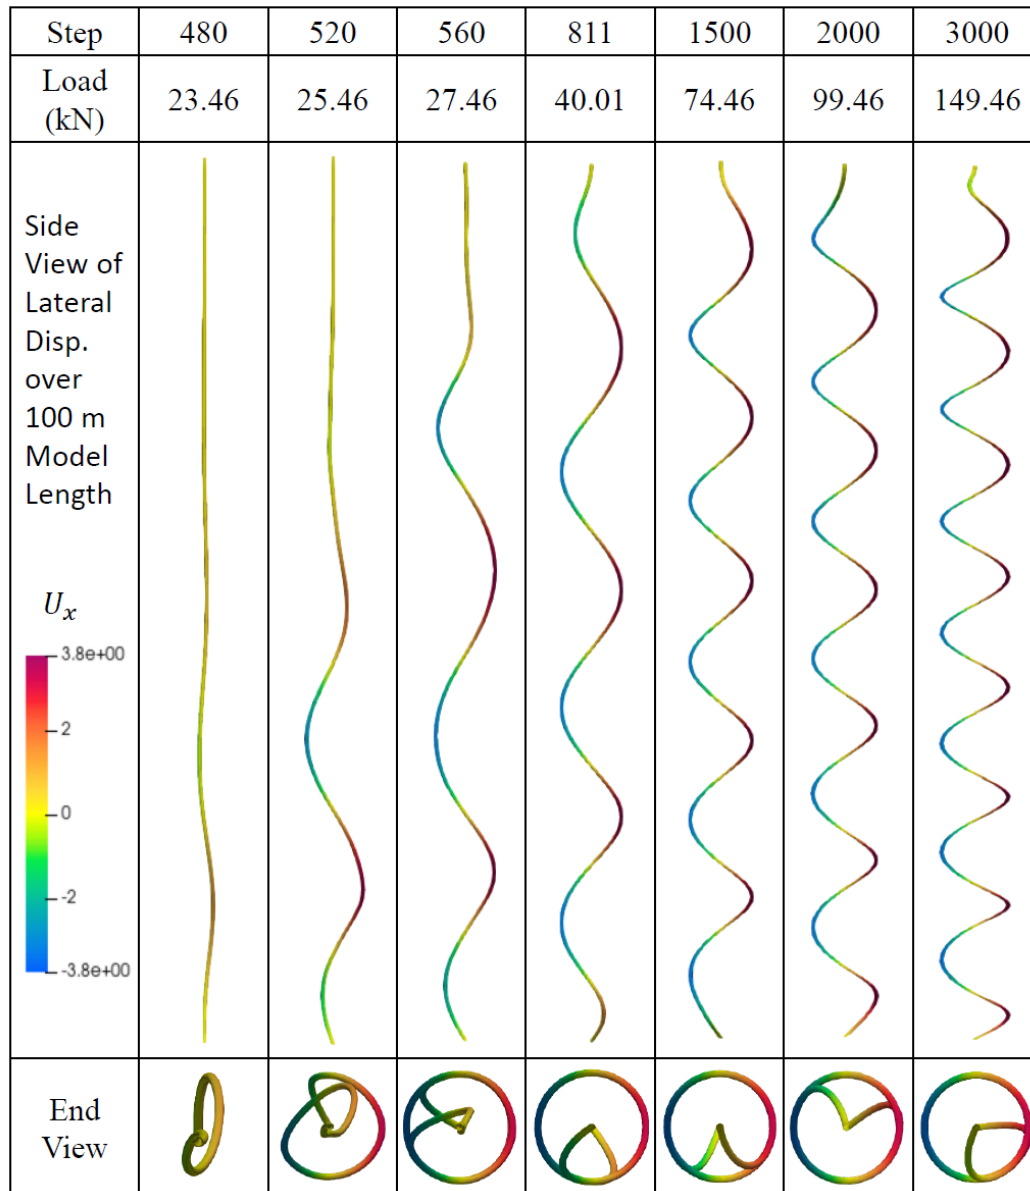 Step 480 520 560 811 1500 2000 3000
Load (kN) 23.46 25.46 27.46 40.01 74.46 99.46 149.46
Side
View of
Lateral
Disp.
over
100 m
Model
Length
Uₓ
3.8e+00
2
0
-2
-3.8e+00
End
View